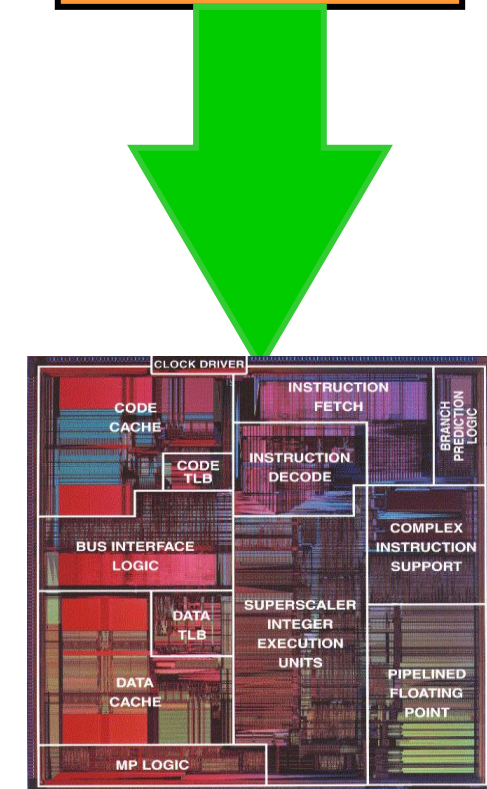 CLOCK DRIVER
CODE
CACHE
CODE
TLB
INSTRUCTION
FETCH
BRANCH
PREDICTION
LOGIC
INSTRUCTION
DECODE
BUS INTERFACE
LOGIC
COMPLEX
INSTRUCTION
SUPPORT
DATA
TLB
SUPERSCALER
INTEGER
EXECUTION
UNITS
DATA
CACHE
PIPELINED
FLOATING
POINT
MP LOGIC